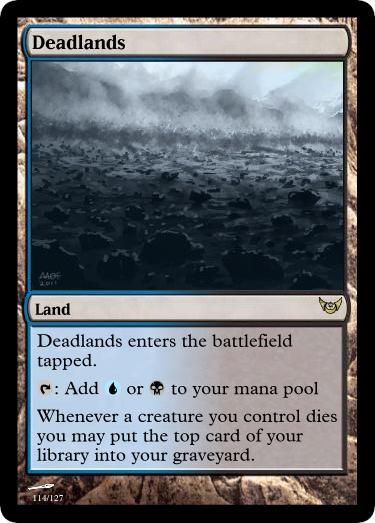 Deadlands
2011
Land
Deadlands enters the battlefield
tapped.
: Add or to your mana pool
Whenever a creature you control dies
you may put the top card of your
library into your graveyard.
114/127